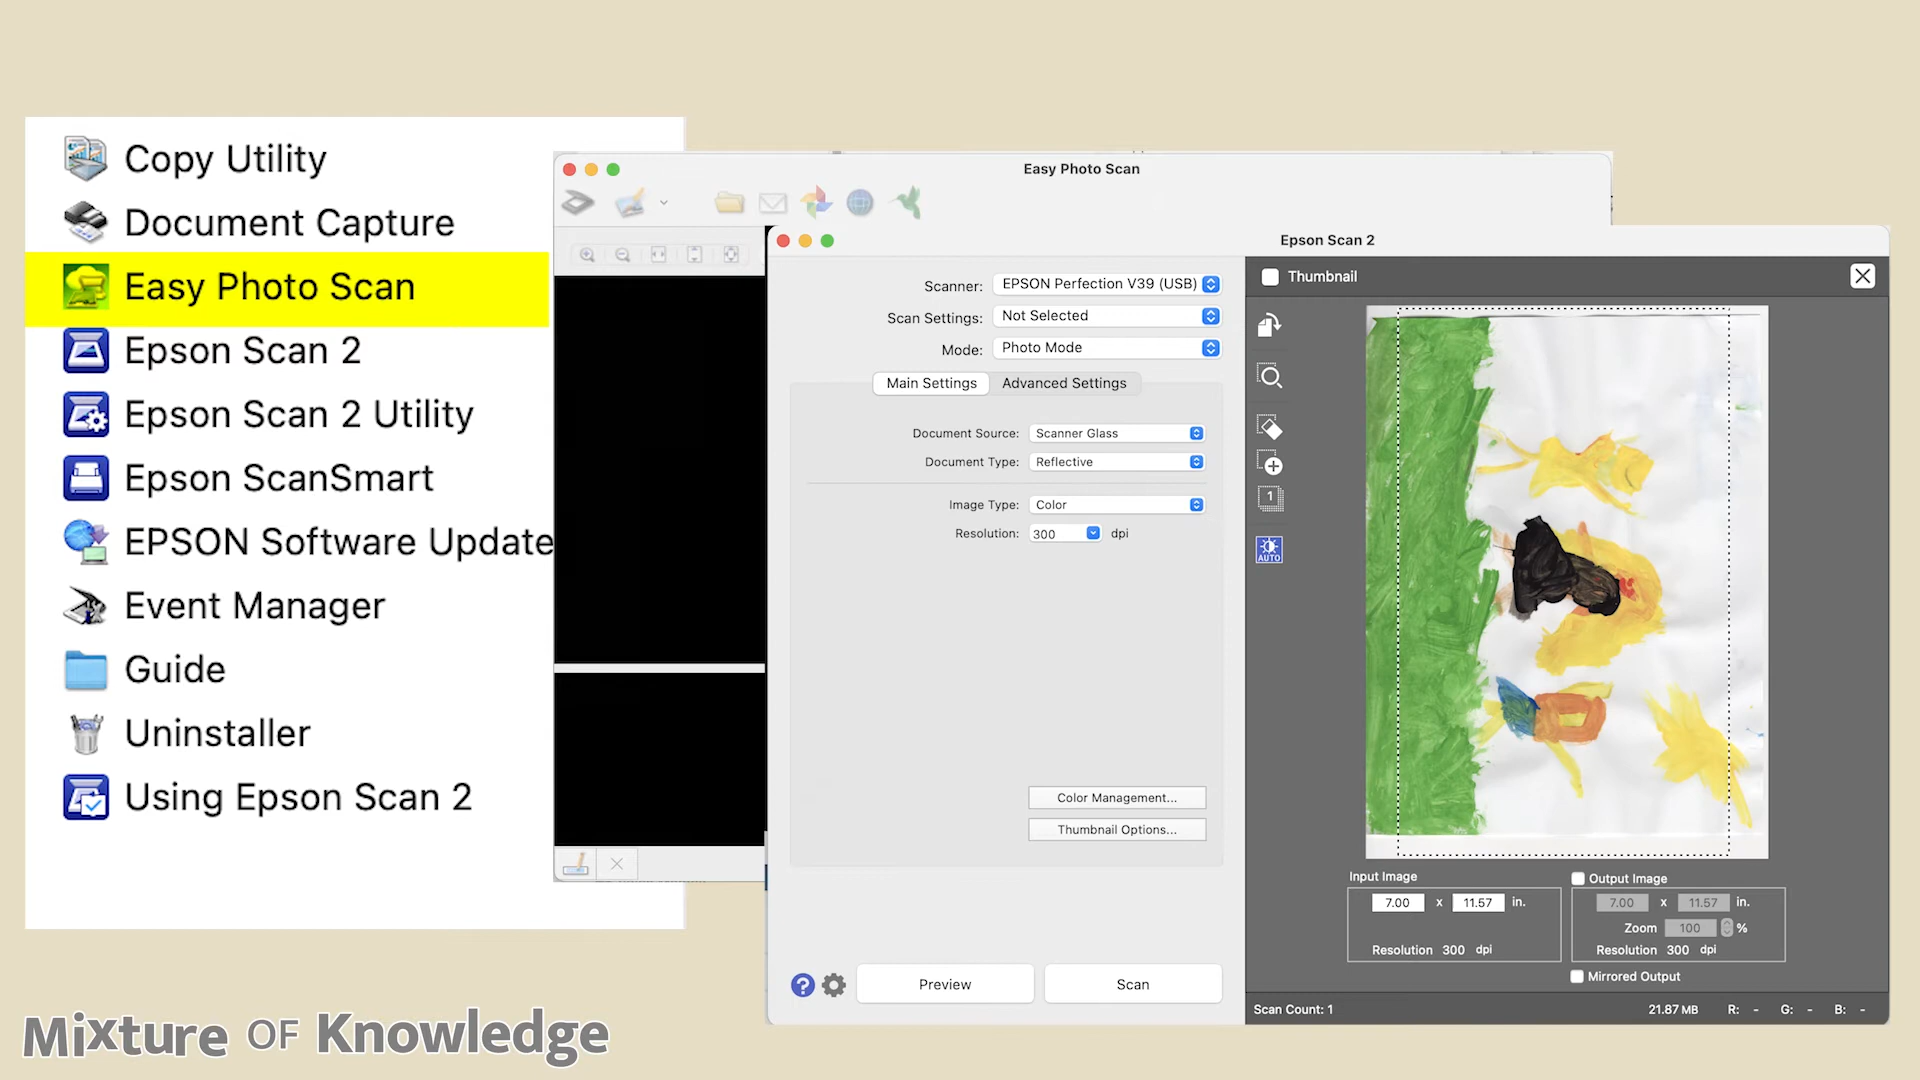 Copy Utility
Document Capture
Easy Photo Scan
Epson Scan 2
Epson Scan 2 Utility
Epson ScanSmart
EPSON Software Update
Event Manager
Guide
Uninstaller
Using Epson Scan 2
Easy Photo Scan
Epson Scan 2
Scanner: EPSON Perfection V39 (USB)
Scan Settings: Not Selected
Mode: Photo Mode
Main Settings Advanced Settings
Document Source: Scanner Glass
Document Type: Reflective
Image Type: Color
Resolution: 300 dpi
Color Management...
Thumbnail Options...
Preview Scan
Thumbnail
1
AUTO
Input Image
7.00 x 11.57 in.
Resolution 300 dpi
Output Image
7.00 x 11.57 in.
Zoom 100 %
Resolution 300 dpi
Mirrored Output
Scan Count: 1 21.87 MB R: - G: - B: -
Mixture OF Knowledge